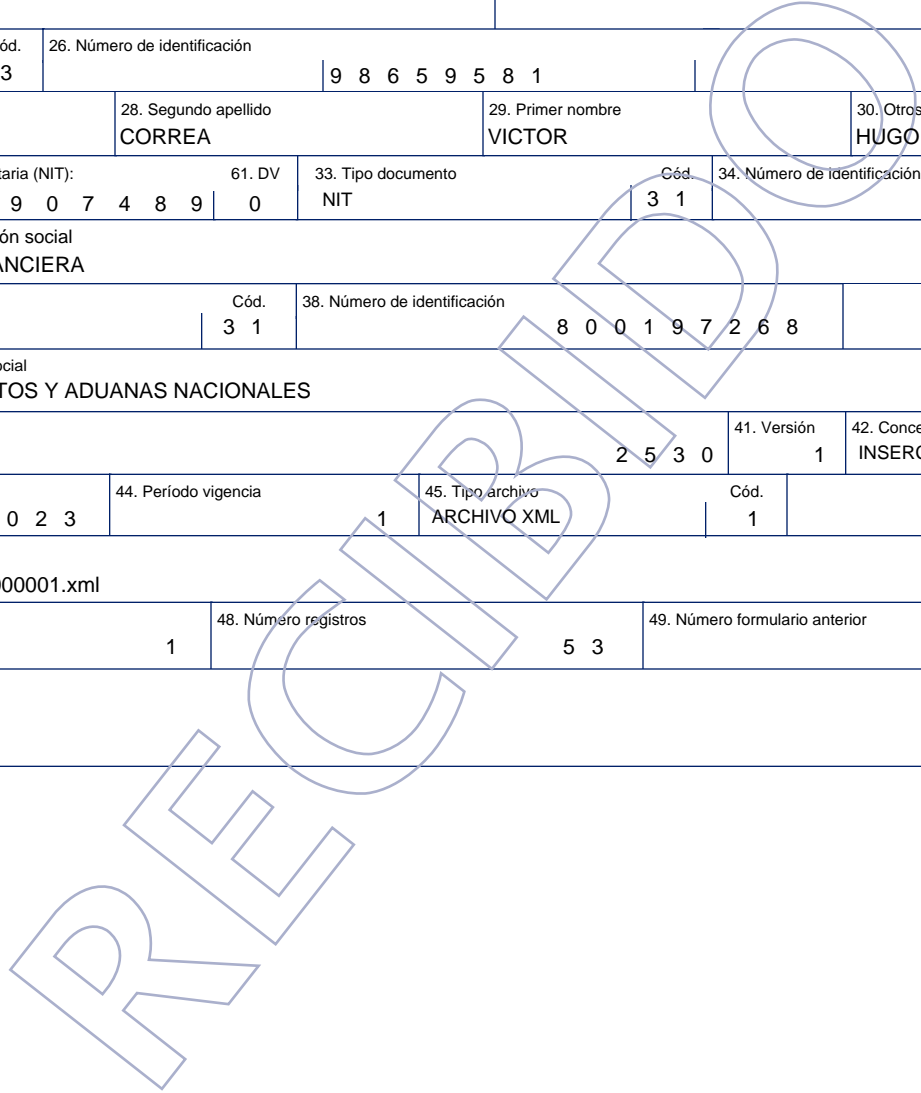 ód. 26. Número de identificación
3 9 8 6 5 9 5 8 1
28. Segundo apellido 29. Primer nombre 30. Otros
CORREA VICTOR HUGO
taria (NIT): 61. DV 33. Tipo documento Cód. 34. Número de identificación
9 0 7 4 8 9 0 NIT 3 1
ón social
ANCIERA
Cód. 38. Número de identificación
3 1 8 0 0 1 9 7 2 6 8
ocial
TOS Y ADUANAS NACIONALES
41. Versión 42. Conce
2 5 3 0 1 INSERC
44. Período vigencia 45. Tipo archivo Cód.
0 2 3 1 ARCHIVO XML 1
000001.xml
48. Número registros 49. Número formulario anterior
1 5 3
RECIBIDO